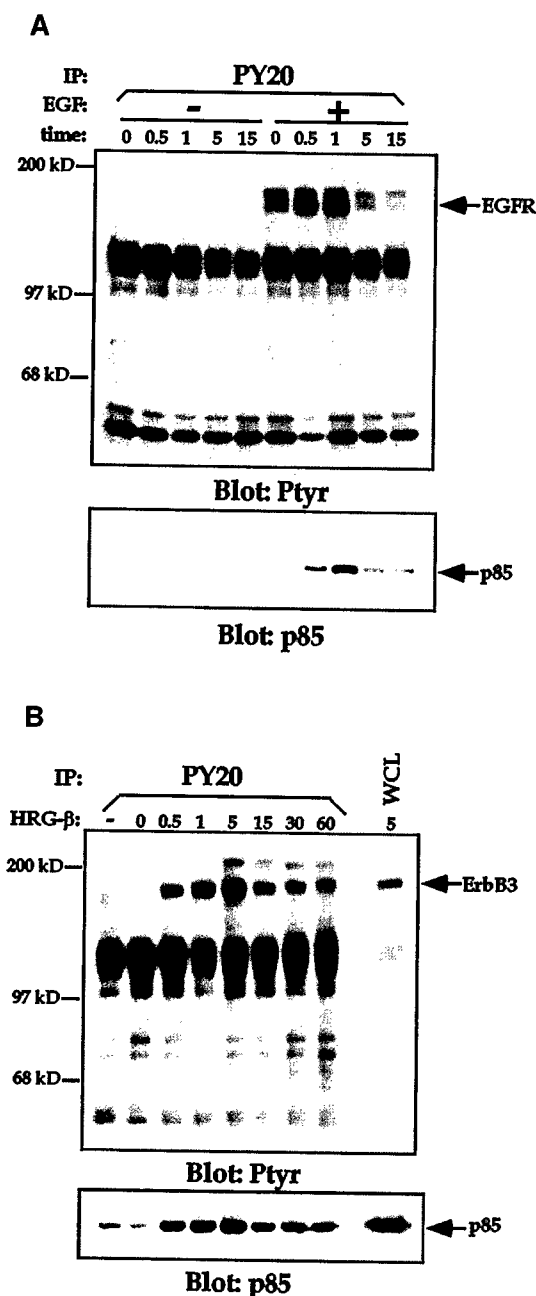 A
IP: PY20
EGF: - +
time: 0 0.5 1 5 15 0 0.5 1 5 15
200 kD
EGFR
97 kD
68 kD
Blot: Ptyr
p85
Blot: p85
B
IP: PY20 WCL
HRG-β: - 0 0.5 1 5 15 30 60 5
200 kD
ErbB3
97 kD
68 kD
Blot: Ptyr
p85
Blot: p85